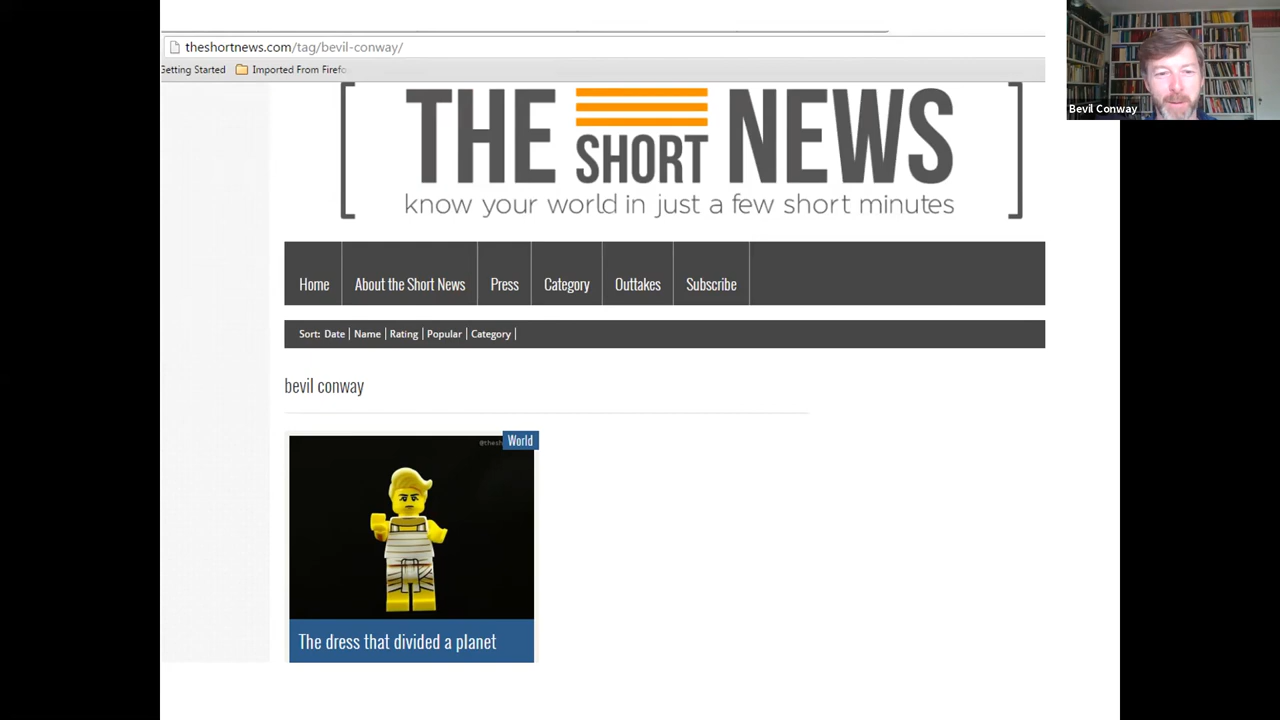 theshortnews.com/tag/bevil-conway/
Getting Started Imported From Firefo
Bevil Conway
THE SHORT NEWS
know your world in just a few short minutes
Home About the Short News Press Category Outtakes Subscribe
Sort: Date Name Rating Popular Category
bevil conway
@thesh
World
The dress that divided a planet